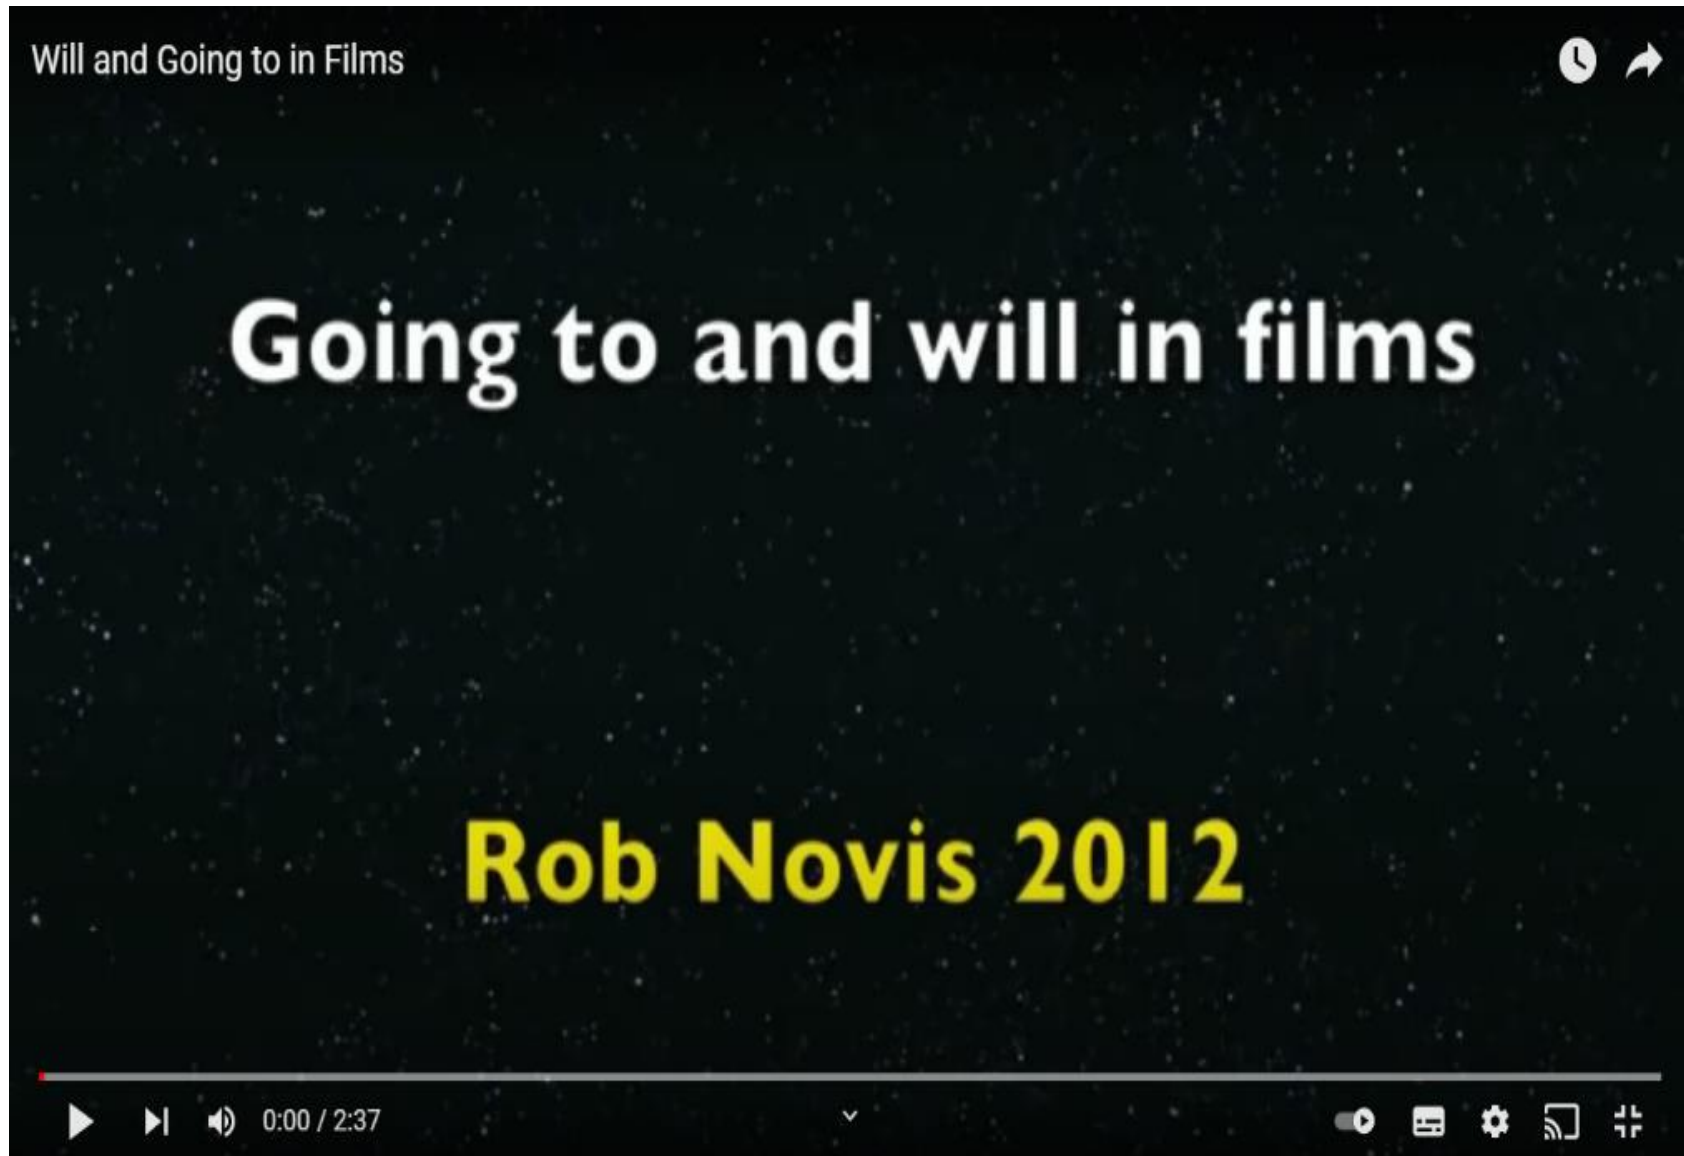 Will and Going to in Films
Going to and will in films
Rob Novis 2012
0:00 / 2:37